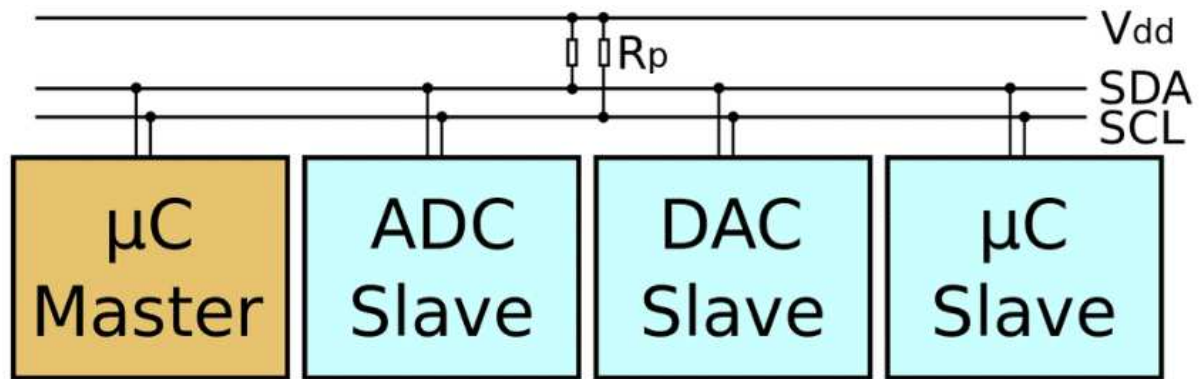 Vdd
Rp
SDA
SCL
µC
Master
ADC
Slave
DAC
Slave
µC
Slave